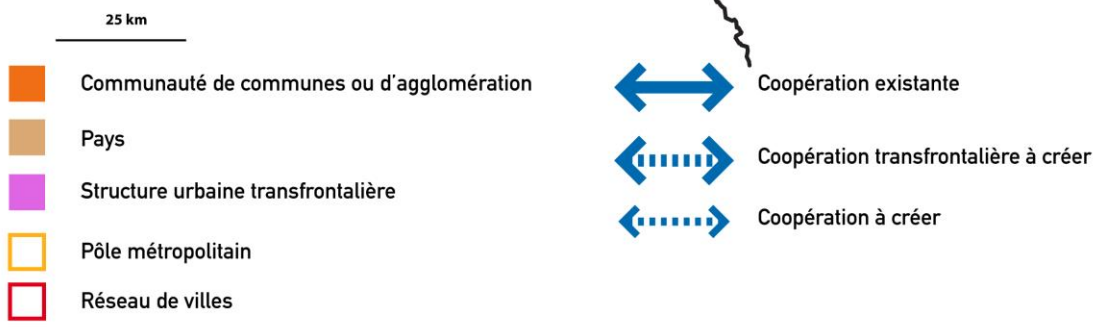 25 km
Communauté de communes ou d'agglomération
Pays
Structure urbaine transfrontalière
Pôle métropolitain
Réseau de villes
Coopération existante
Coopération transfrontalière à créer
Coopération à créer